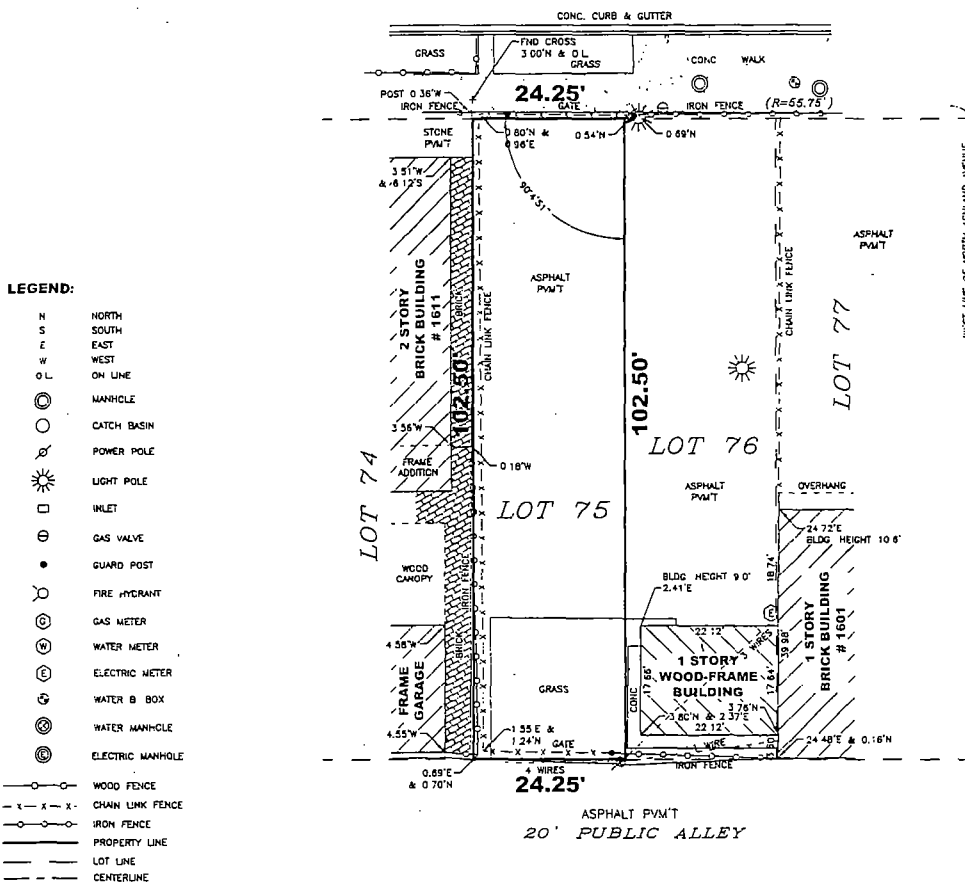 CONC. CURB & GUTTER
GRASS
FND CROSS
3.00'N & O.L.
GRASS
CONC WALK
POST 0.36'W
24.25'
IRON FENCE
GATE
IRON FENCE
(R=55.75')
STONE
PVM'T
0.80'N &
0.96'E
0.54'N
0.69'N
3.51'W
& 6.12'S
90°4'51"
ASPHALT
PVM'T
ASPHALT
PVM'T
2 STORY
BRICK BUILDING
# 1611
BRICK
CHAIN LINK FENCE
CHAIN LINK FENCE
LOT 77
102.50'
102.50'
3.56'W
0.18'W
FRAME
ADDITION
LOT 74
LOT 75
LOT 76
ASPHALT
PVM'T
OVERHANG
24.72'E
BLDG HEIGHT 10.6'
WOOD
CANOPY
IRON FENCE
BLDG HEIGHT 9.0'
2.41'E
18.74'
4.58'W
BRICK
22.12'
3 WIRES
39.98'
1 STORY
BRICK BUILDING
# 1601
FRAME
GARAGE
GRASS
CONC
17.66'
1 STORY
WOOD-FRAME
BUILDING
17.64'
3.76'N
3.80'N & 2.37'E
22.12'
4.55'W
1.35'E &
1.24'N
GATE
WIRE
24.48'E & 0.16'N
0.69'E
& 0.70'N
4 WIRES
IRON FENCE
24.25'
ASPHALT PVM'T
20' PUBLIC ALLEY
LEGEND:
N NORTH
S SOUTH
E EAST
W WEST
O.L. ON LINE
MANHOLE
CATCH BASIN
POWER POLE
LIGHT POLE
INLET
GAS VALVE
GUARD POST
FIRE HYDRANT
G GAS METER
W WATER METER
E ELECTRIC METER
WATER B BOX
WATER MANHOLE
E ELECTRIC MANHOLE
WOOD FENCE
CHAIN LINK FENCE
IRON FENCE
PROPERTY LINE
LOT LINE
CENTERLINE